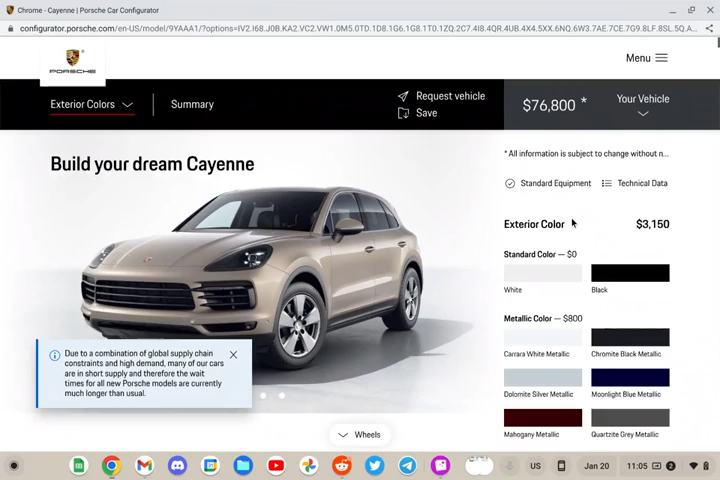 Chrome - Cayenne | Porsche Car Configurator
configurator.porsche.com/en-US/model/9YAAA1/?options=IV2.I68.J0B.KA2.VC2.VW1.0M5.0TD.1D8.1G6.1G8.1T0.1ZQ.2C7.4I8.4QR.4UB.4X4.5XX.6NQ.6W3.7AE.7CE.7G9.8LF.8SL.5Q.A...
PORSCHE
Menu
Exterior Colors
Summary
Request vehicle
Save
$76,800 *
Your Vehicle
Build your dream Cayenne
* All information is subject to change without n...
Standard Equipment
Technical Data
Exterior Color
$3,150
Standard Color — $0
White
Black
Metallic Color — $800
Carrara White Metallic
Chromite Black Metallic
Dolomite Silver Metallic
Moonlight Blue Metallic
Mahogany Metallic
Quartzite Grey Metallic
Due to a combination of global supply chain
constraints and high demand, many of our cars
are in short supply and therefore the wait
times for all new Porsche models are currently
much longer than usual.
Wheels
US
Jan 20
11:05
2